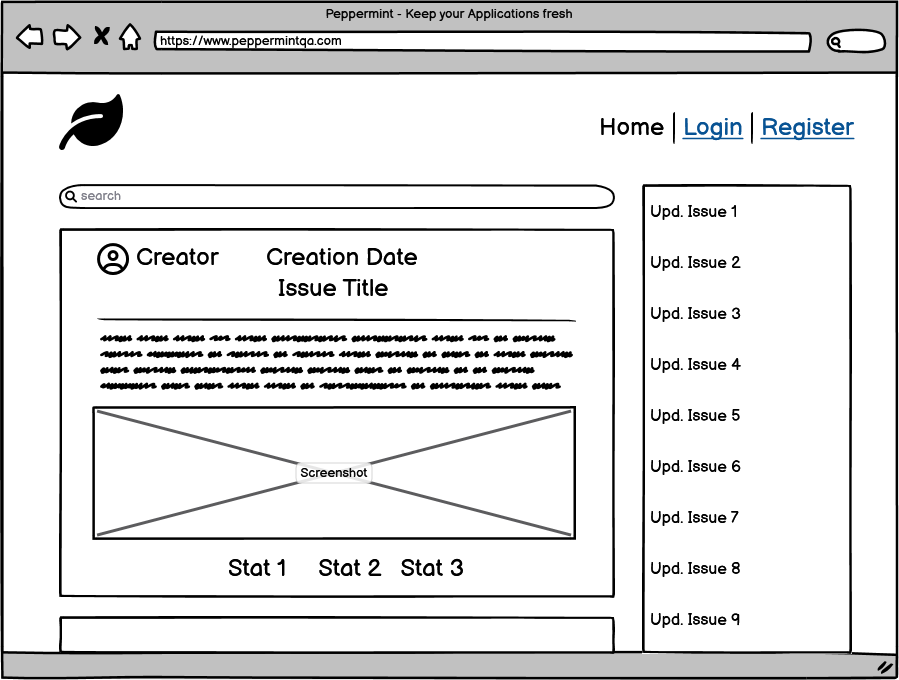 Peppermint - Keep your Applications fresh
https://www.peppermintqa.com
Home | Login | Register
search
Creator Creation Date
Issue Title
Screenshot
Stat 1 Stat 2 Stat 3
Upd. Issue 1
Upd. Issue 2
Upd. Issue 3
Upd. Issue 4
Upd. Issue 5
Upd. Issue 6
Upd. Issue 7
Upd. Issue 8
Upd. Issue 9